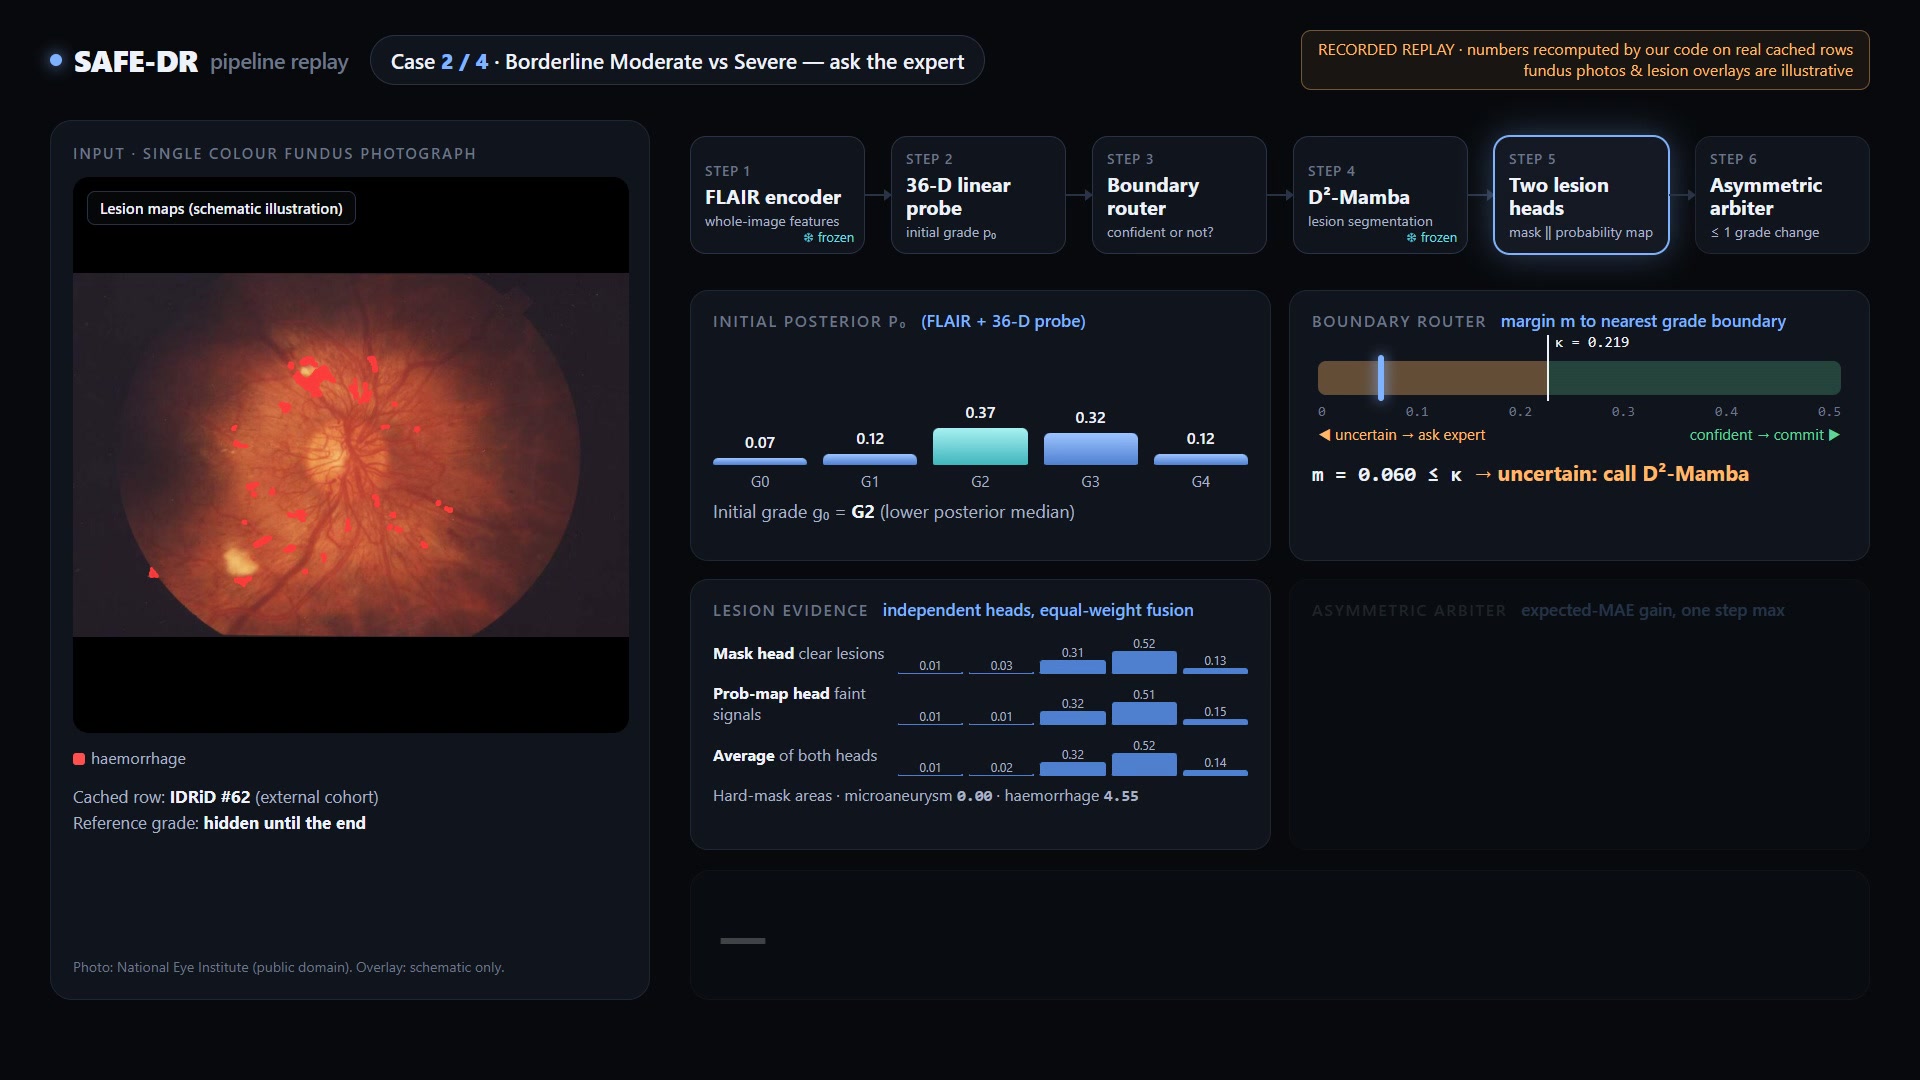 SAFE-DR pipeline replay
Case 2 / 4 · Borderline Moderate vs Severe — ask the expert
RECORDED REPLAY · numbers recomputed by our code on real cached rows
fundus photos & lesion overlays are illustrative
INPUT · SINGLE COLOUR FUNDUS PHOTOGRAPH
Lesion maps (schematic illustration)
haemorrhage
Cached row: IDRiD #62 (external cohort)
Reference grade: hidden until the end
Photo: National Eye Institute (public domain). Overlay: schematic only.
STEP 1
FLAIR encoder
whole-image features
❄ frozen
STEP 2
36-D linear
probe
initial grade p₀
STEP 3
Boundary
router
confident or not?
STEP 4
D²-Mamba
lesion segmentation
❄ frozen
STEP 5
Two lesion
heads
mask || probability map
STEP 6
Asymmetric
arbiter
≤ 1 grade change
INITIAL POSTERIOR P₀ (FLAIR + 36-D probe)
0.07 0.12 0.37 0.32 0.12
G0 G1 G2 G3 G4
Initial grade g₀ = G2 (lower posterior median)
BOUNDARY ROUTER margin m to nearest grade boundary
κ = 0.219
0 0.1 0.2 0.3 0.4 0.5
◀ uncertain → ask expert confident → commit ▶
m = 0.060 ≤ κ → uncertain: call D²-Mamba
LESION EVIDENCE independent heads, equal-weight fusion
Mask head clear lesions 0.01 0.03 0.31 0.52 0.13
Prob-map head faint
signals 0.01 0.01 0.32 0.51 0.15
Average of both heads 0.01 0.02 0.32 0.52 0.14
Hard-mask areas · microaneurysm 0.00 · haemorrhage 4.55
ASYMMETRIC ARBITER expected-MAE gain, one step max
—